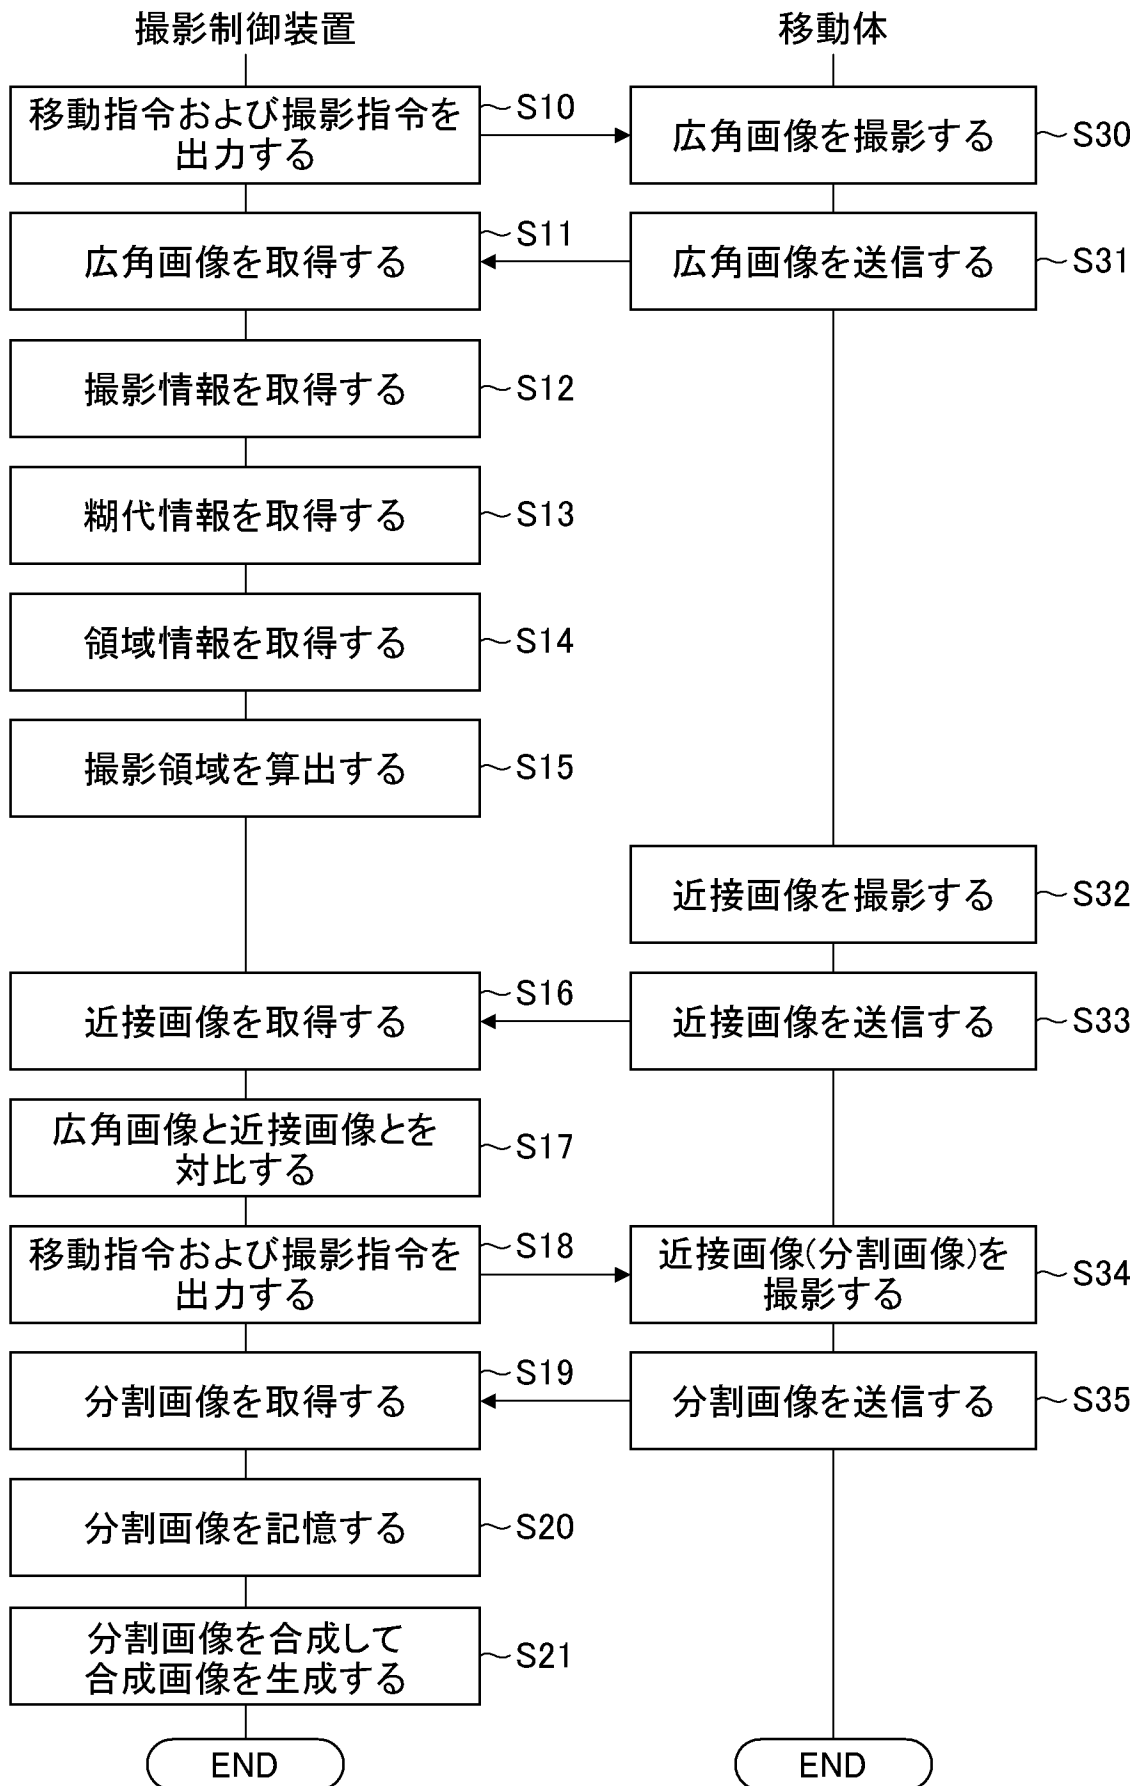 撮影制御装置
移動体
移動指令および撮影指令を
出力する
S10
広角画像を撮影する
S30
広角画像を取得する
S11
広角画像を送信する
S31
撮影情報を取得する
S12
糊代情報を取得する
S13
領域情報を取得する
S14
撮影領域を算出する
S15
近接画像を撮影する
S32
近接画像を取得する
S16
近接画像を送信する
S33
広角画像と近接画像とを
対比する
S17
移動指令および撮影指令を
出力する
S18
近接画像(分割画像)を
撮影する
S34
分割画像を取得する
S19
分割画像を送信する
S35
分割画像を記憶する
S20
分割画像を合成して
合成画像を生成する
S21
END
END